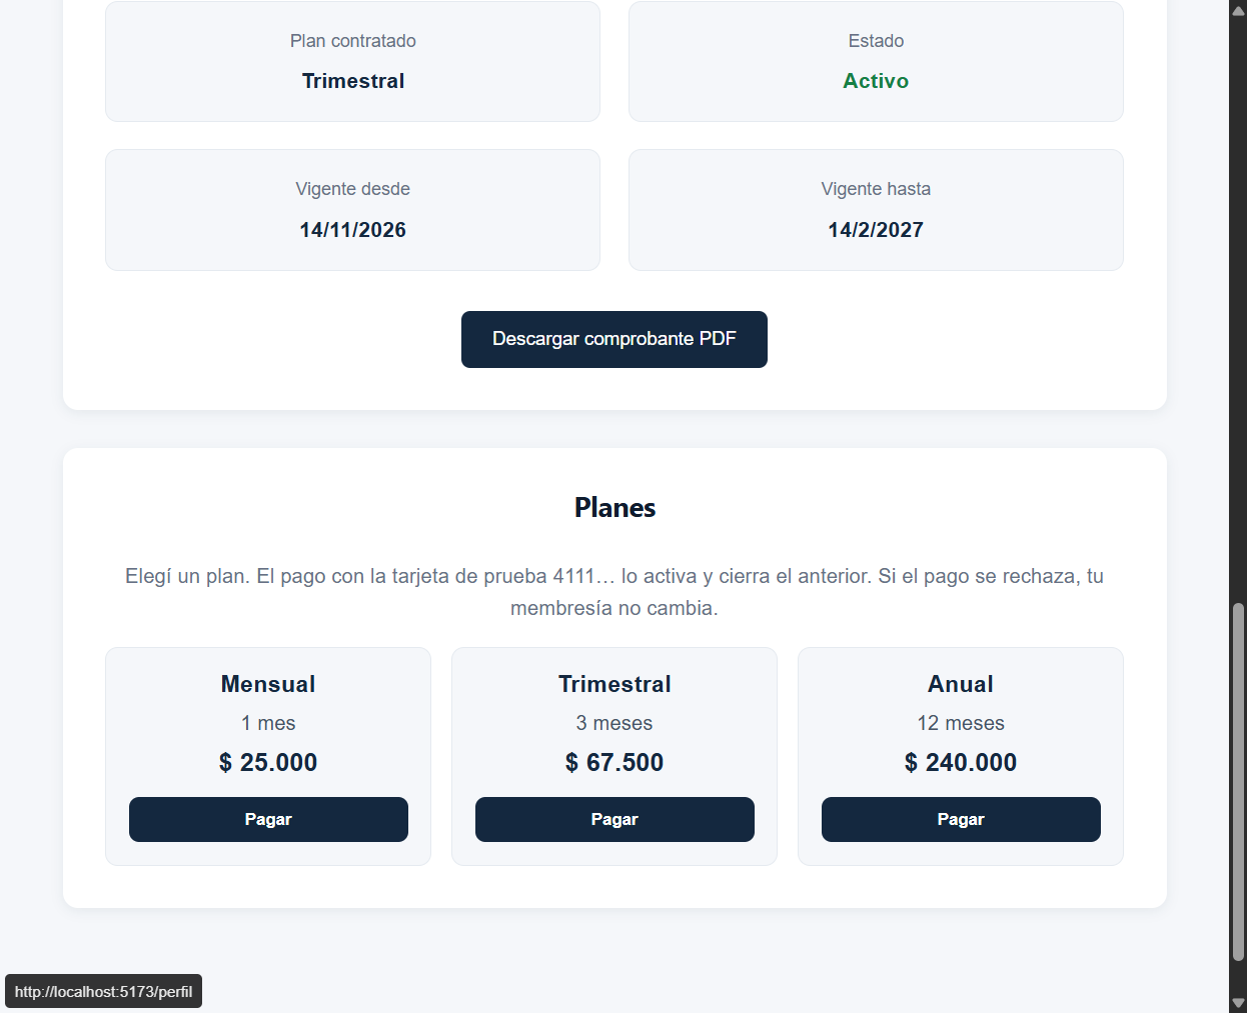 Plan contratado
Trimestral
Estado
Activo
Vigente desde
14/11/2026
Vigente hasta
14/2/2027
Descargar comprobante PDF
Planes
Elegí un plan. El pago con la tarjeta de prueba 4111… lo activa y cierra el anterior. Si el pago se rechaza, tu
membresía no cambia.
Mensual
1 mes
$ 25.000
Pagar
Trimestral
3 meses
$ 67.500
Pagar
Anual
12 meses
$ 240.000
Pagar
http://localhost:5173/perfil